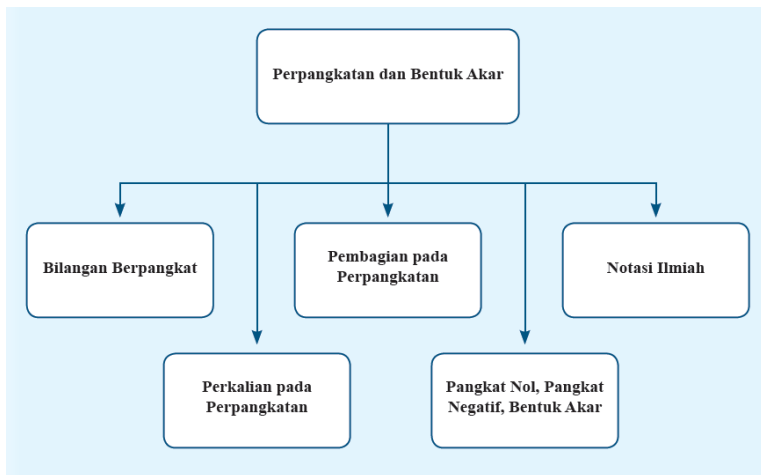 Perpangkatan dan Bentuk Akar
Bilangan Berpangkat
Pembagian pada
Perpangkatan
Notasi Ilmiah
Perkalian pada
Perpangkatan
Pangkat Nol, Pangkat
Negatif, Bentuk Akar